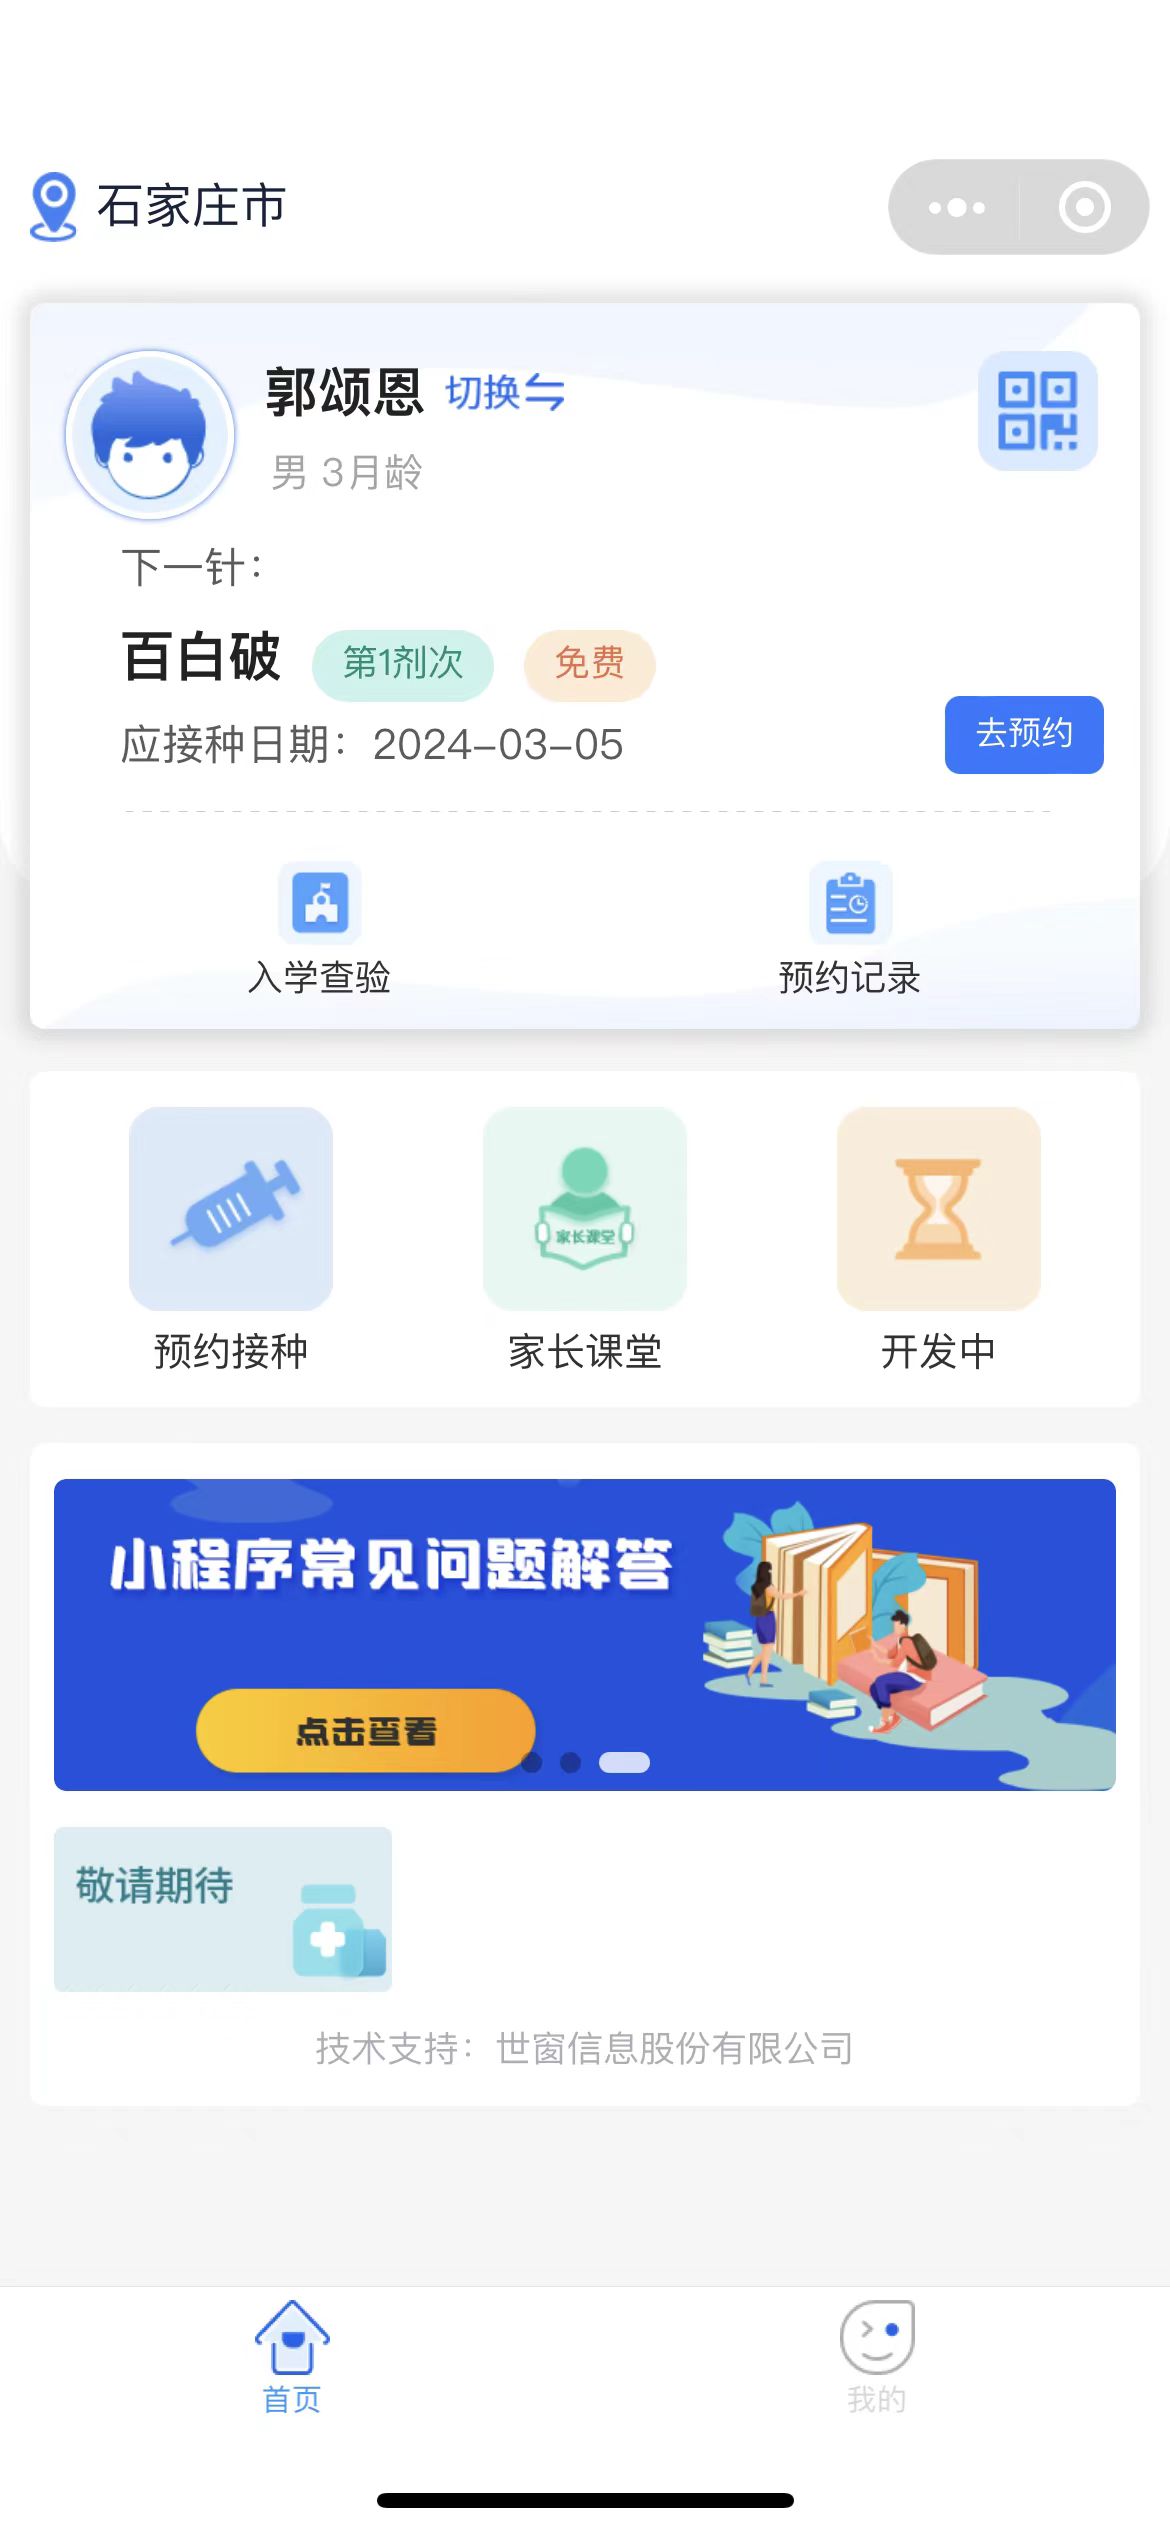 石家庄市
郭颂恩 切换
男 3月龄
下一针：
百白破 第1剂次 免费
应接种日期：2024-03-05
去预约
入学查验 预约记录
家长课堂
预约接种 家长课堂 开发中
小程序常见问题解答
点击查看
敬请期待
技术支持：世窗信息股份有限公司
首页 我的